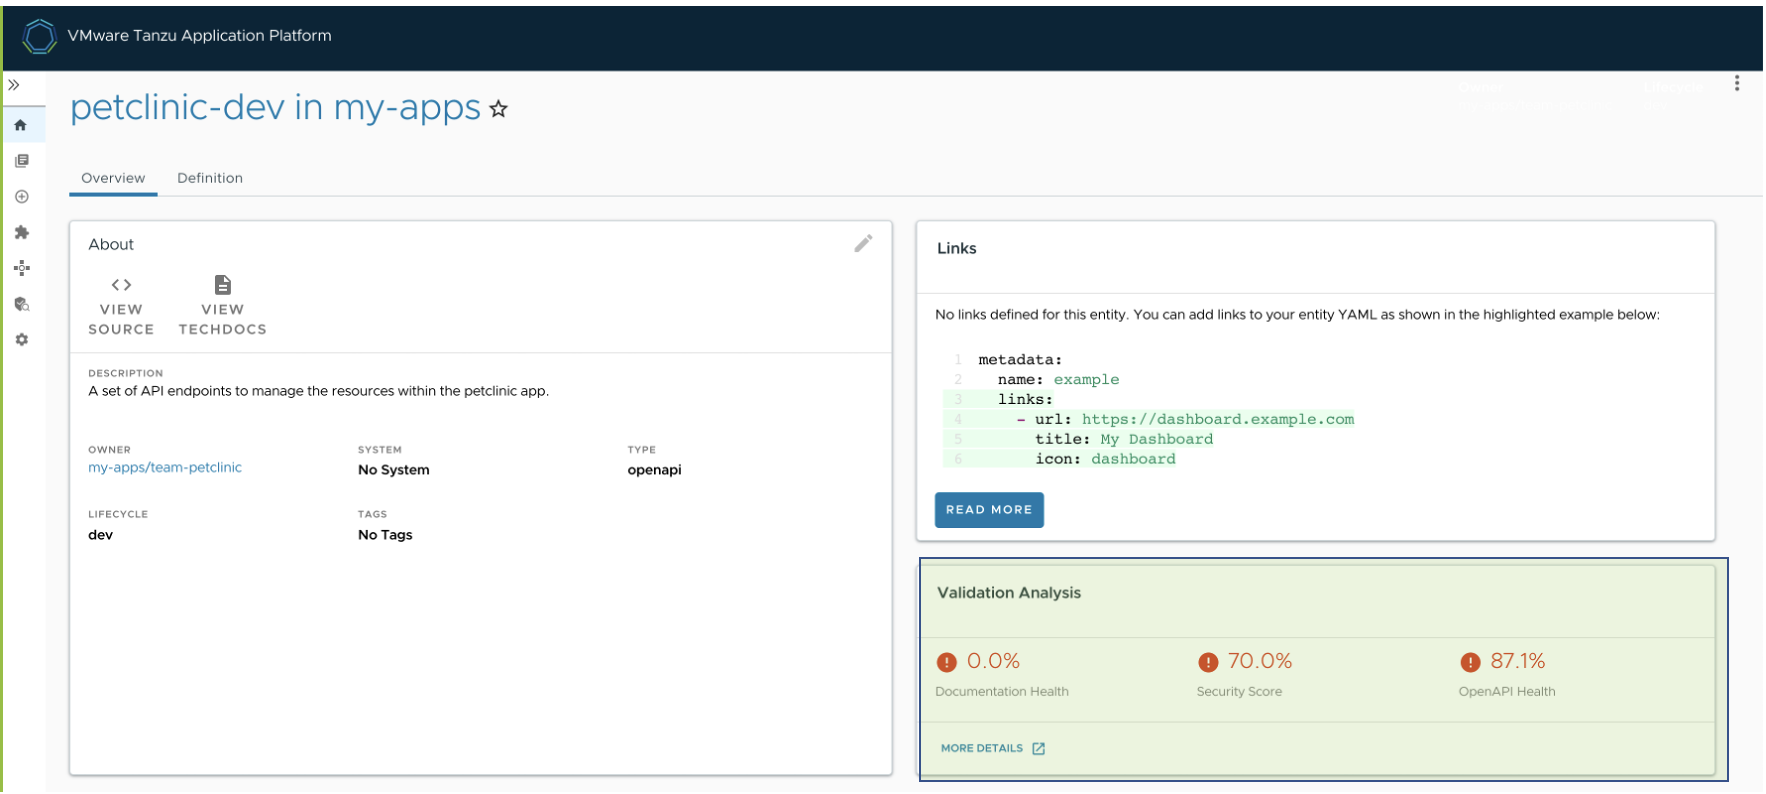 VMware Tanzu Application Platform
petclinic-dev in my-apps
Overview
Definition
About
VIEW SOURCE
VIEW TECHDOCS
DESCRIPTION
A set of API endpoints to manage the resources within the petclinic app.
OWNER
my-apps/team-petclinic
SYSTEM
No System
TYPE
openapi
LIFECYCLE
dev
TAGS
No Tags
Links
No links defined for this entity. You can add links to your entity YAML as shown in the highlighted example below:
1 metadata:
2 name: example
3 links:
4 - url: https://dashboard.example.com
5 title: My Dashboard
6 icon: dashboard
READ MORE
Validation Analysis
0.0%
Documentation Health
70.0%
Security Score
87.1%
OpenAPI Health
MORE DETAILS